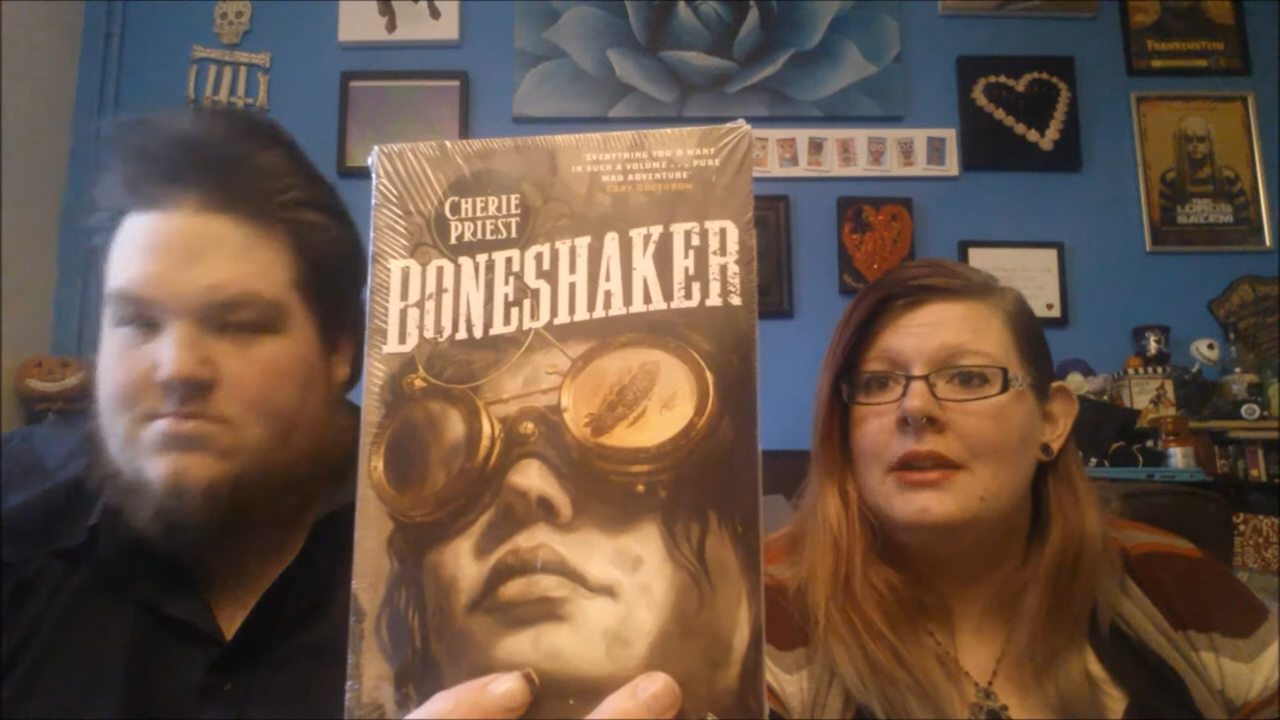 "EVERYTHING YOU'D WANT
IN SUCH A VOLUME . . . PURE
MAD ADVENTURE"
CORY DOCTOROW
CHERIE
PRIEST
BONESHAKER
FRANKENSTEIN
THE
LORDS
OF
SALEM